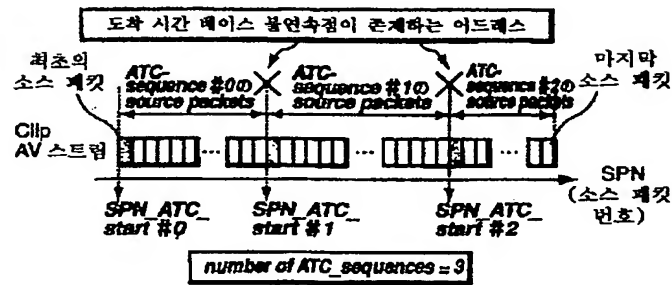 도착 시간 베이스 불연속점이 존재하는 어드레스
최초의
소스 패킷
ATC-
sequence #0の
source packets
ATC-
sequence #1の
source packets
ATC-
sequence #2の
source packets
마지막
소스 패킷
Clip
AV 스트림
...
...
...
SPN
(소스 패킷
번호)
SPN_ATC_
start #0
SPN_ATC_
start #1
SPN_ATC_
start #2
number of ATC_sequences = 3